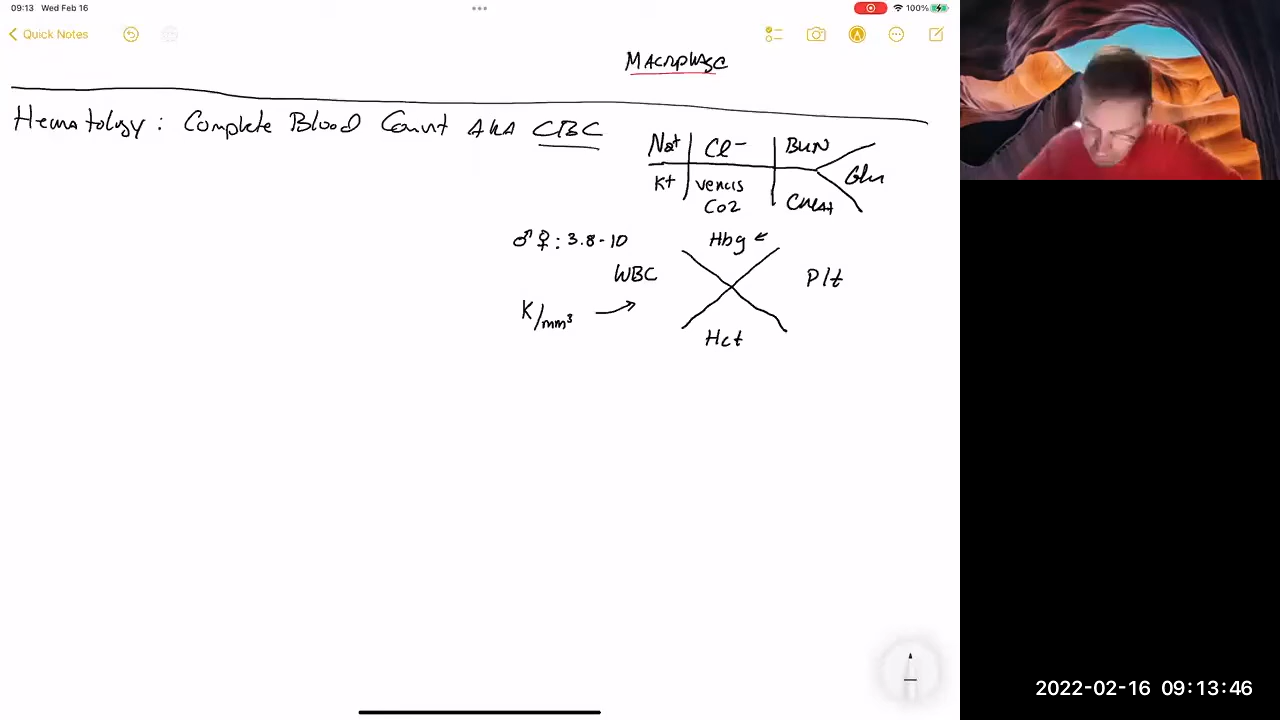 09:13 Wed Feb 16
100%
Quick Notes
Macrophage
Hematology: Complete Blood Count AKA CBC
Na+ Cl- BUN
Glu
K+ venus Creat
CO2
♂ ♀: 3.8-10 Hbg ←
WBC Plt
K/mm³ →
Hct
2022-02-16 09:13:46